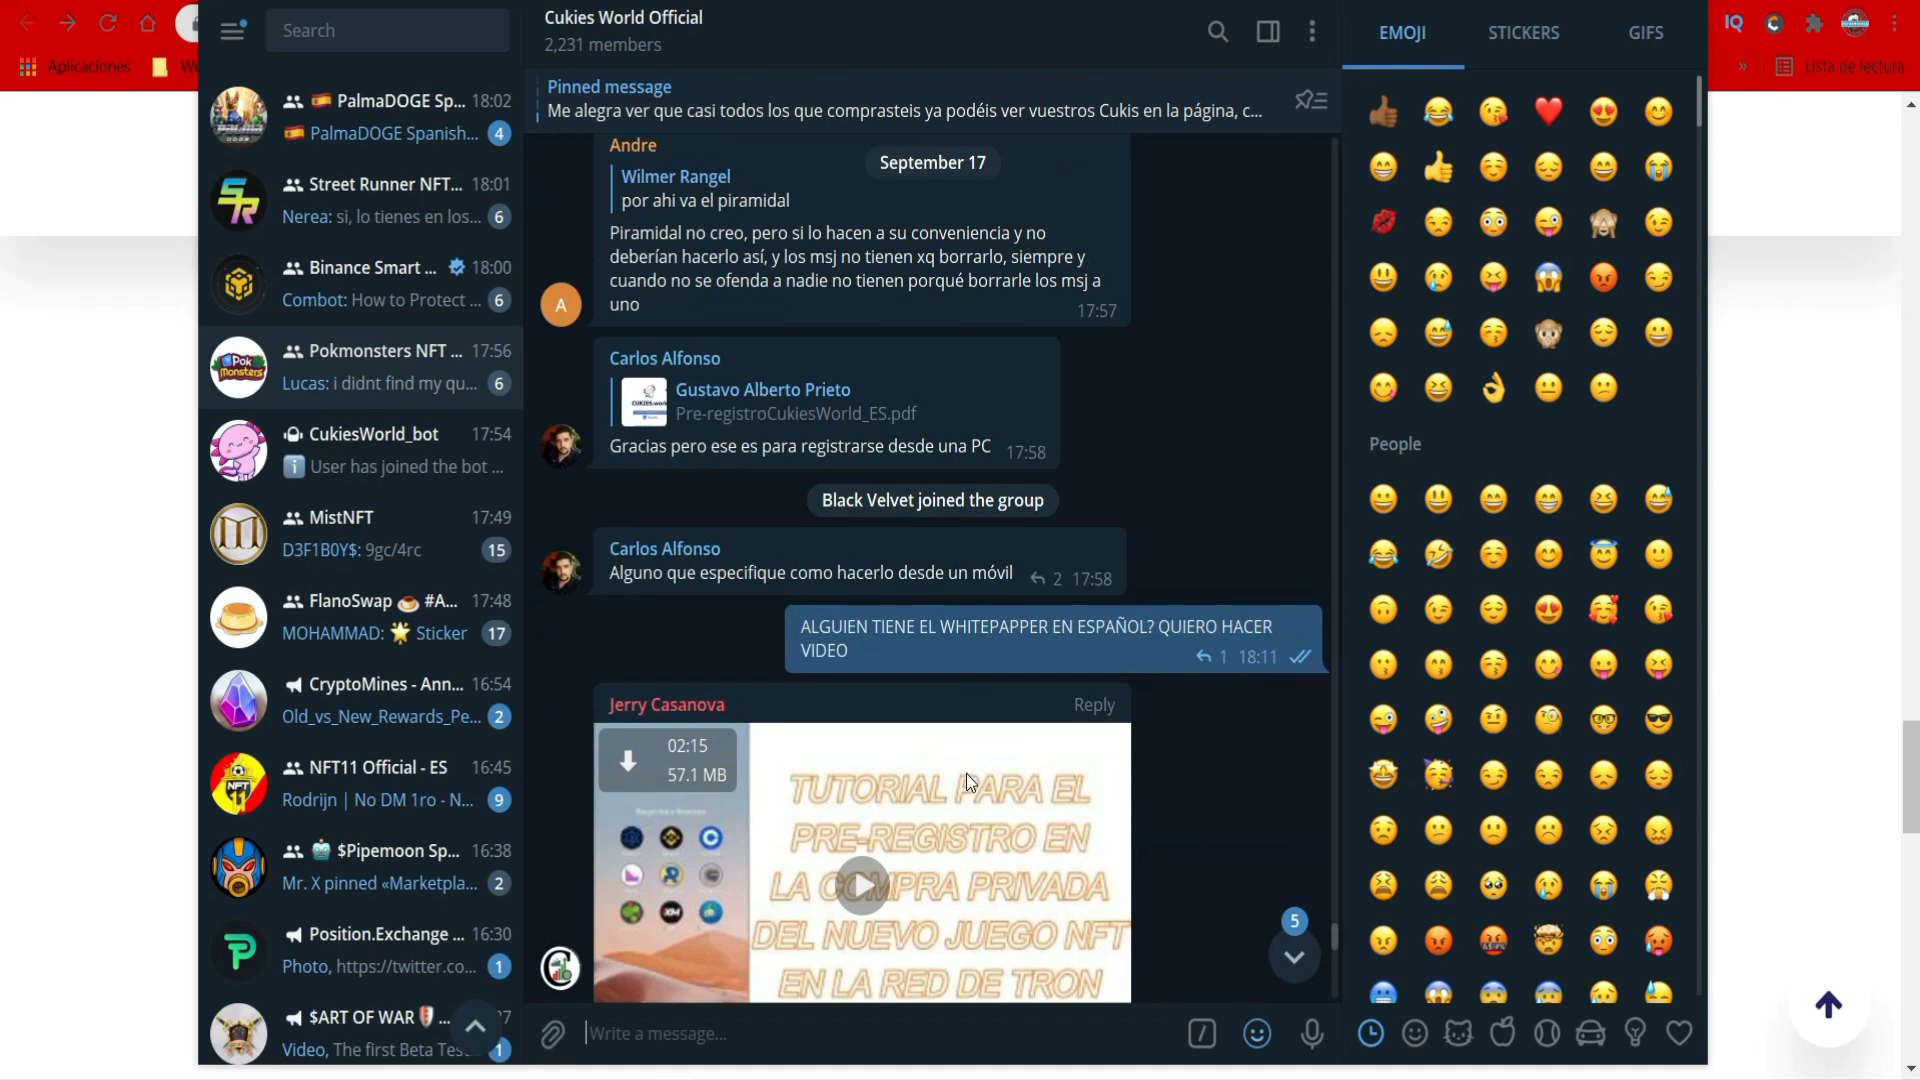 Aplicaciones
We
IQ
Lista de lectura
Search
PalmaDOGE Sp... 18:02
PalmaDOGE Spanish... 4
Street Runner NFT... 18:01
Nerea: si, lo tienes en los... 6
Binance Smart ... 18:00
Combot: How to Protect ... 6
Pokmonsters NFT ... 17:56
Lucas: i didnt find my qu... 6
CukiesWorld_bot 17:54
User has joined the bot ...
MistNFT 17:49
D3F1B0Y$: 9gc/4rc 15
FlanoSwap #A... 17:48
MOHAMMAD: Sticker 17
CryptoMines - Ann... 16:54
Old_vs_New_Rewards_Pe... 2
NFT11 Official - ES 16:45
Rodrijn | No DM 1ro - N... 9
$Pipemoon Sp... 16:38
Mr. X pinned «Marketpla... 2
Position.Exchange ... 16:30
Photo, https://twitter.co... 1
$ART OF WAR ...
Video, The first Beta Tes 1
Cukies World Official
2,231 members
Pinned message
Me alegra ver que casi todos los que comprasteis ya podéis ver vuestros Cukis en la página, c...
September 17
Andre
Wilmer Rangel
por ahi va el piramidal
Piramidal no creo, pero si lo hacen a su conveniencia y no
deberían hacerlo así, y los msj no tienen xq borrarlo, siempre y
cuando no se ofenda a nadie no tienen porqué borrarle los msj a
uno
17:57
A
Carlos Alfonso
Gustavo Alberto Prieto
Pre-registroCukiesWorld_ES.pdf
Gracias pero ese es para registrarse desde una PC 17:58
Black Velvet joined the group
Carlos Alfonso
Alguno que especifique como hacerlo desde un móvil 2 17:58
ALGUIEN TIENE EL WHITEPAPPER EN ESPAÑOL? QUIERO HACER
VIDEO
1 18:11
Jerry Casanova Reply
02:15
57.1 MB
TUTORIAL PARA EL
PRE-REGISTRO EN
LA COMPRA PRIVADA
DEL NUEVO JUEGO NFT
EN LA RED DE TRON
5
Write a message...
EMOJI STICKERS GIFS
People